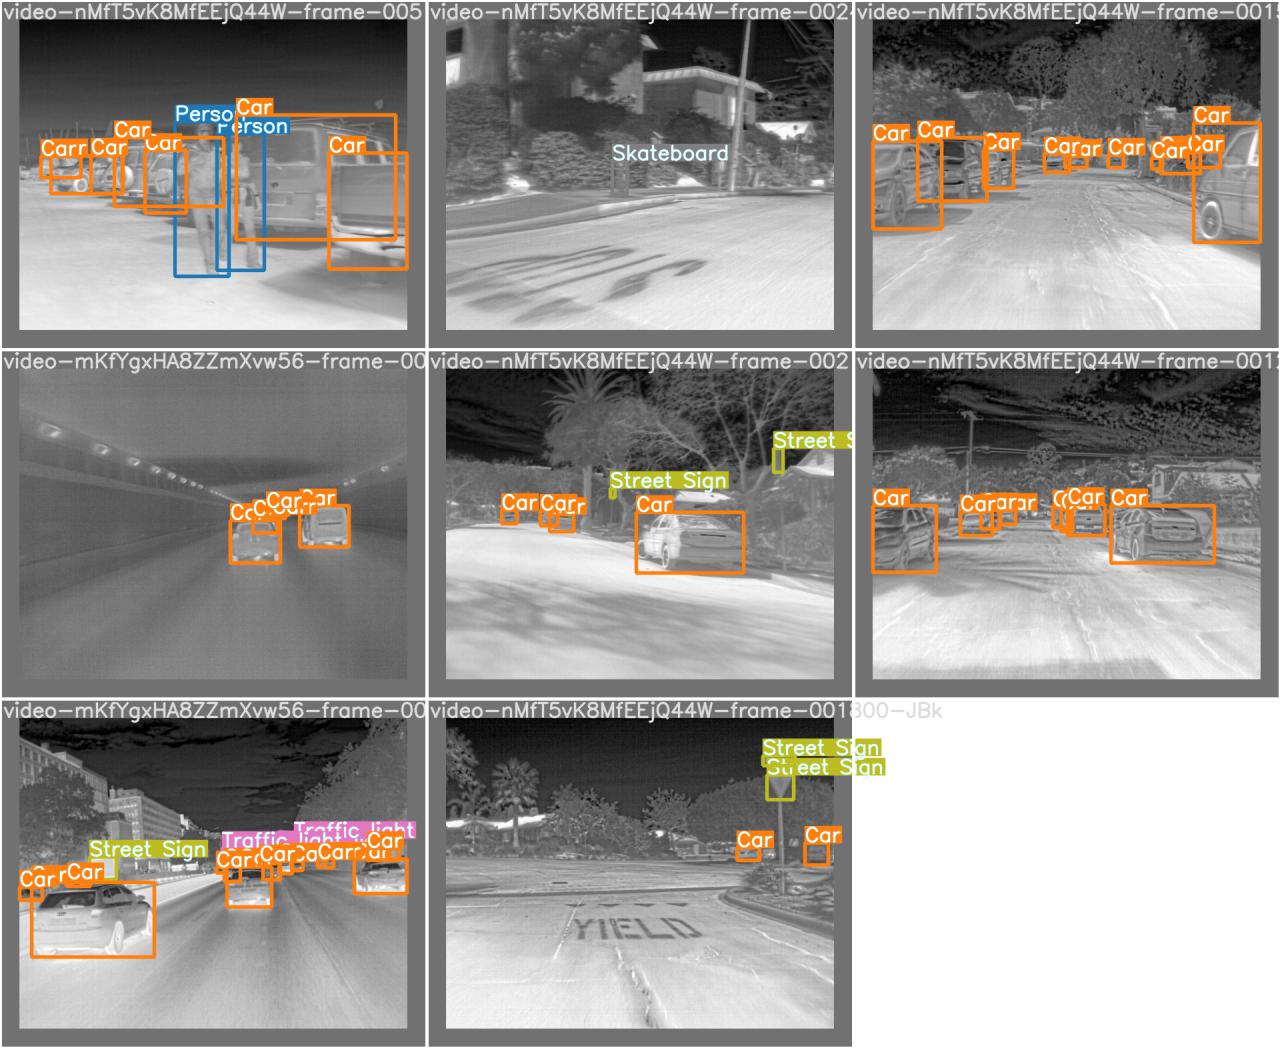 video-nMfT5vK8MfEEjQ44W-frame-005
video-nMfT5vK8MfEEjQ44W-frame-002
video-nMfT5vK8MfEEjQ44W-frame-001
Person
Car
Person
Car
Car
Car
Car
Car
Skateboard
Car
Car
Car
Car
Car
Car
Car
Car
Car
video-mKfYgxHA8ZZmXvw56-frame-00
video-nMfT5vK8MfEEjQ44W-frame-002
video-nMfT5vK8MfEEjQ44W-frame-001
Car
Car
Street S
Street Sign
Car
Car
Car
Car
Car
Car
Car
video-mKfYgxHA8ZZmXvw56-frame-00
video-nMfT5vK8MfEEjQ44W-frame-001800-JBk
Traffic light
Traffic light
Street Sign
Car
Car
Car
Car
Car
Car
Street Sign
Street Sign
Car
Car
YIELD